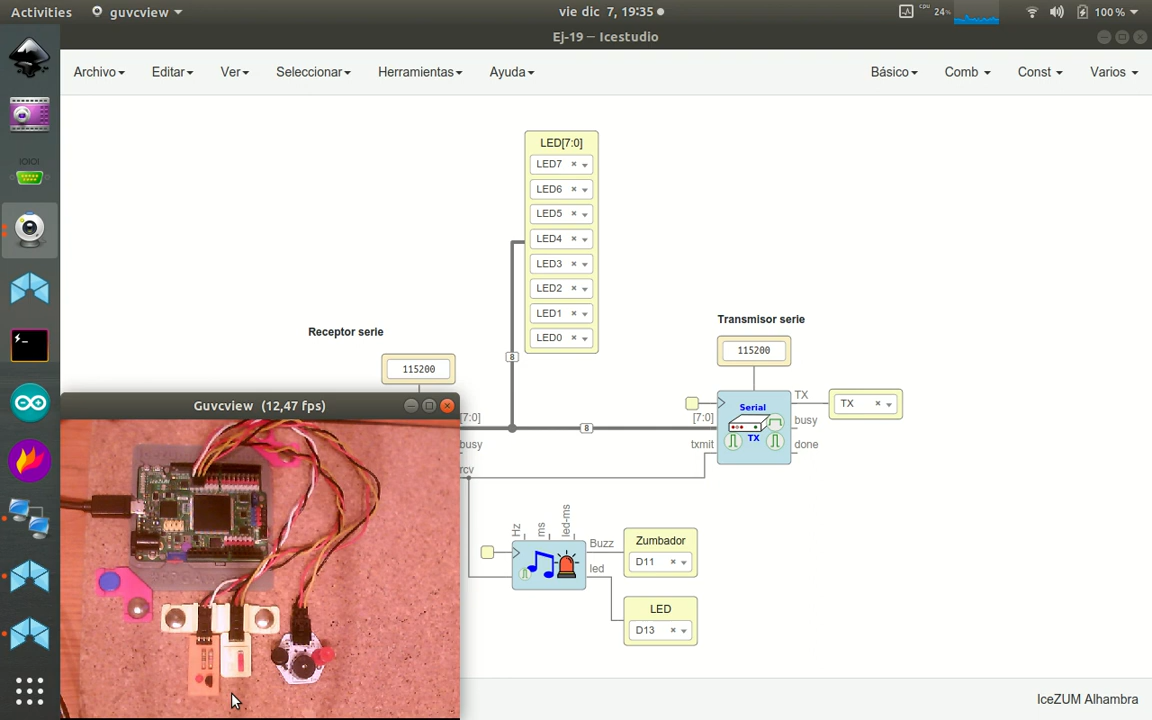 Activities
guvcview
vie dic 7, 19:35
cpu 24%
100 %
Ej-19 – Icestudio
Archivo
Editar
Ver
Seleccionar
Herramientas
Ayuda
Básico
Comb
Const
Varios
LED[7:0]
LED7
LED6
LED5
LED4
LED3
LED2
LED1
LED0
Receptor serie
115200
Transmisor serie
115200
8
8
[7:0]
busy
rcv
[7:0]
txmit
Serial
TX
TX
busy
done
TX
Guvcview (12,47 fps)
Hz
ms
led-ms
Buzz
led
Zumbador
D11
LED
D13
IceZUM Alhambra